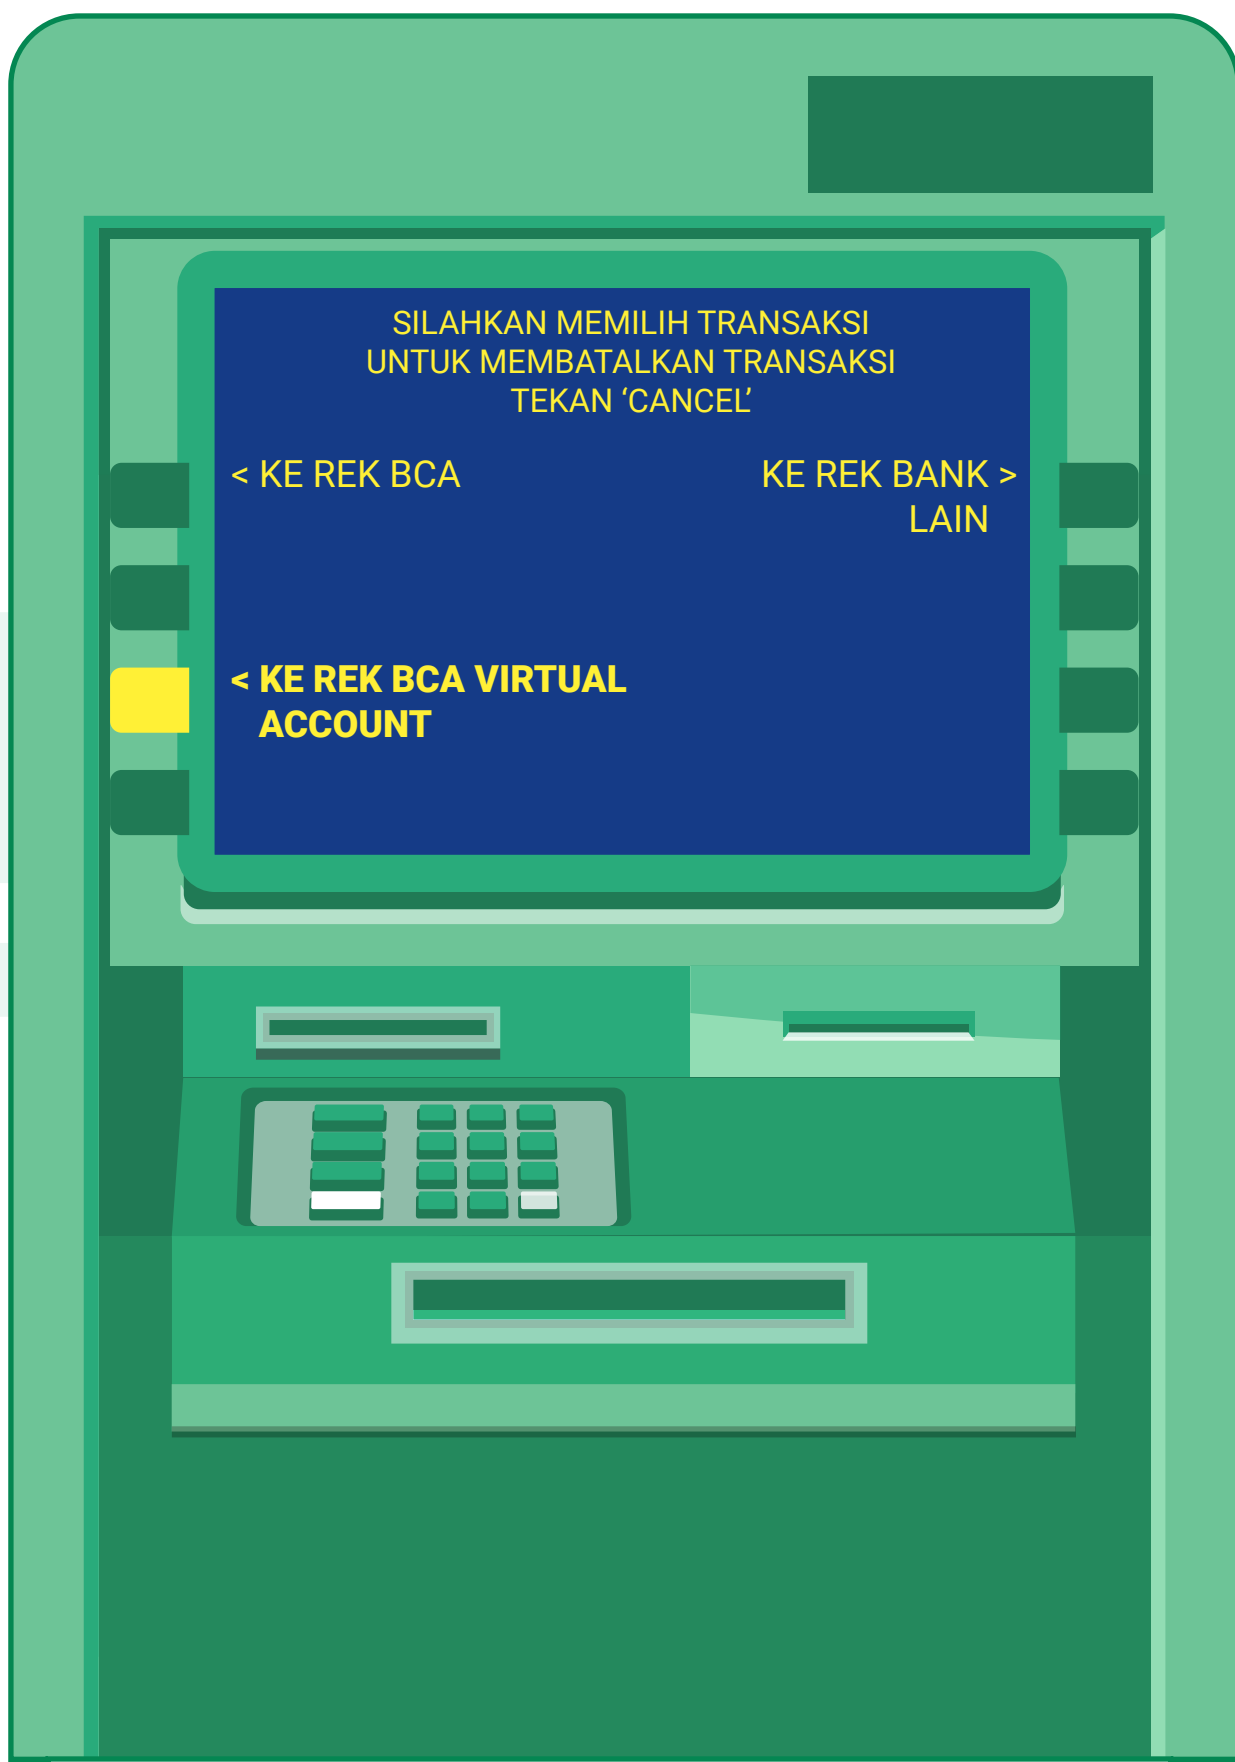 SILAHKAN MEMILIH TRANSAKSI
UNTUK MEMBATALKAN TRANSAKSI
TEKAN ‘CANCEL’
< KE REK BCA
KE REK BANK >
LAIN
< KE REK BCA VIRTUAL
ACCOUNT